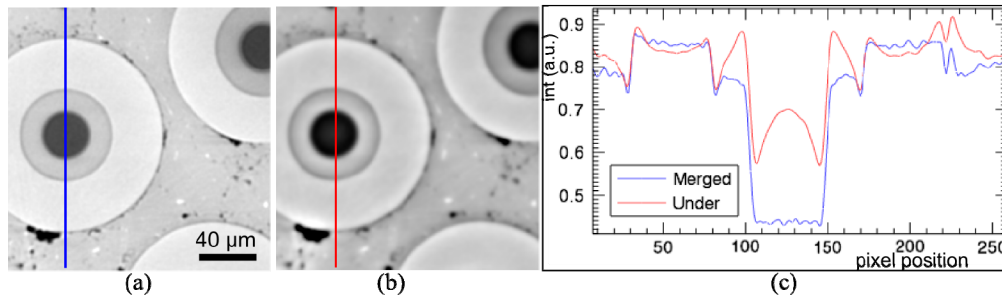 40 µm
(a)
(b)
int (a.u.)
0.9
0.8
0.7
0.6
0.5
Merged
Under
50
100
150
200
250
pixel position
(c)